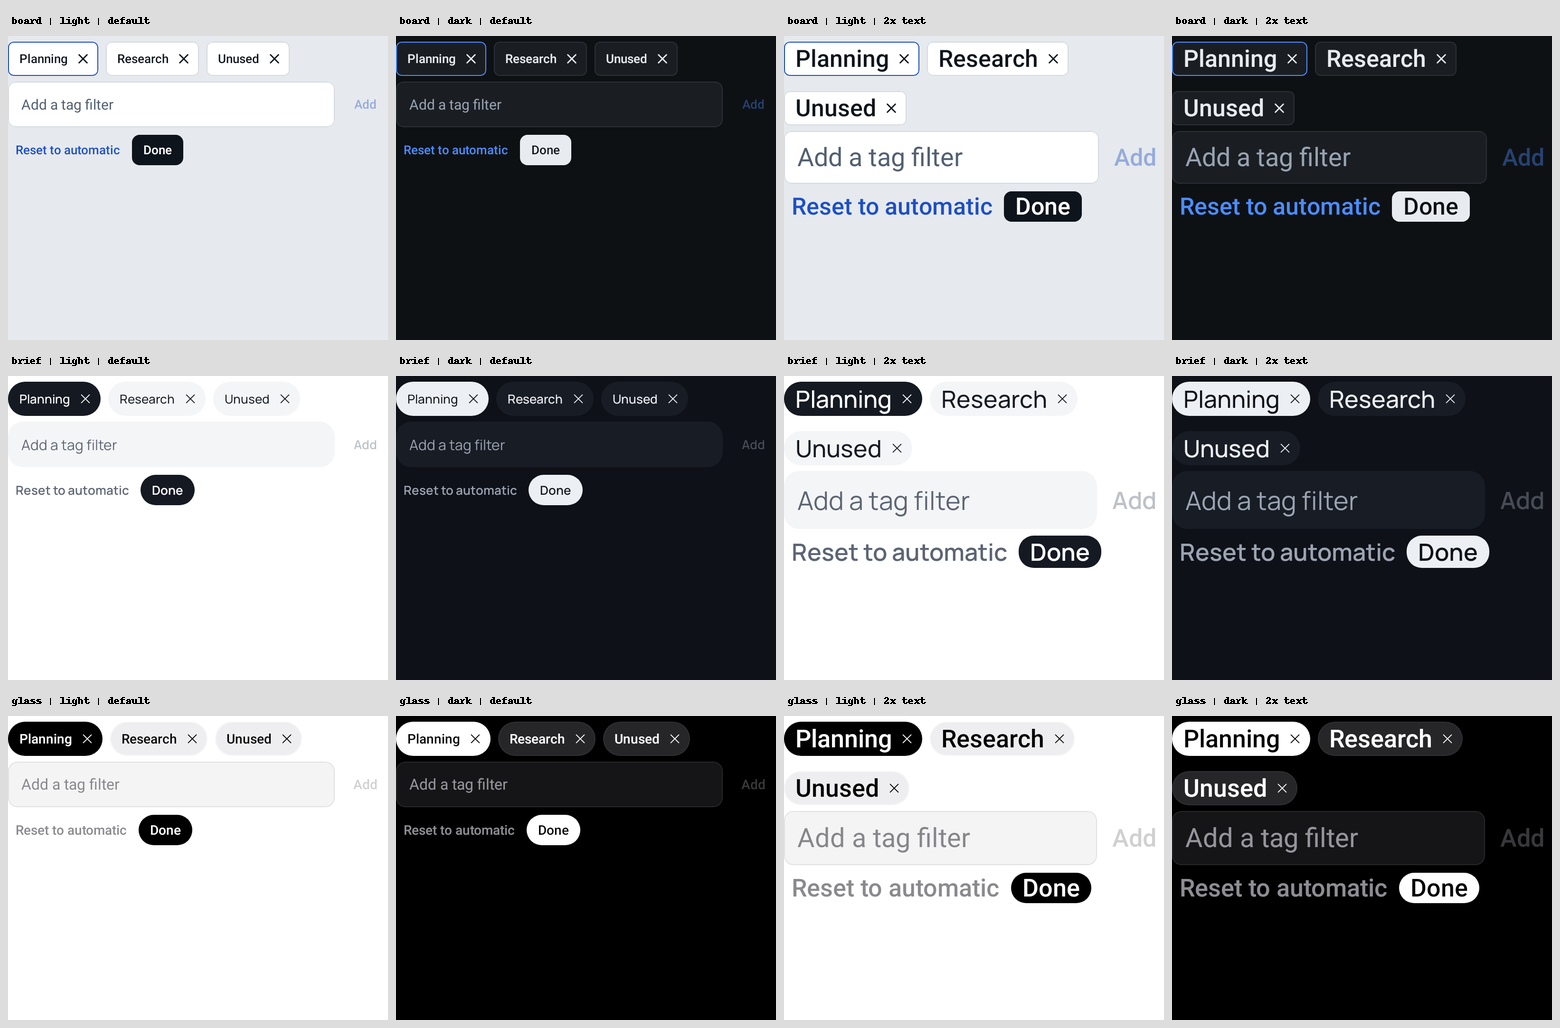 board | light | default
Planning Research Unused
Add a tag filter Add
Reset to automatic Done
board | dark | default
Planning Research Unused
Add a tag filter Add
Reset to automatic Done
board | light | 2x text
Planning Research
Unused
Add a tag filter Add
Reset to automatic Done
board | dark | 2x text
Planning Research
Unused
Add a tag filter Add
Reset to automatic Done
brief | light | default
Planning Research Unused
Add a tag filter Add
Reset to automatic Done
brief | dark | default
Planning Research Unused
Add a tag filter Add
Reset to automatic Done
brief | light | 2x text
Planning Research
Unused
Add a tag filter Add
Reset to automatic Done
brief | dark | 2x text
Planning Research
Unused
Add a tag filter Add
Reset to automatic Done
glass | light | default
Planning Research Unused
Add a tag filter Add
Reset to automatic Done
glass | dark | default
Planning Research Unused
Add a tag filter Add
Reset to automatic Done
glass | light | 2x text
Planning Research
Unused
Add a tag filter Add
Reset to automatic Done
glass | dark | 2x text
Planning Research
Unused
Add a tag filter Add
Reset to automatic Done